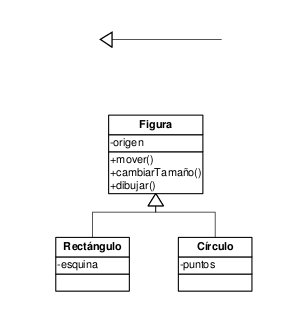 Figura
-origen
+mover()
+cambiarTamaño()
+dibujar()
Rectángulo
-esquina
Círculo
-puntos